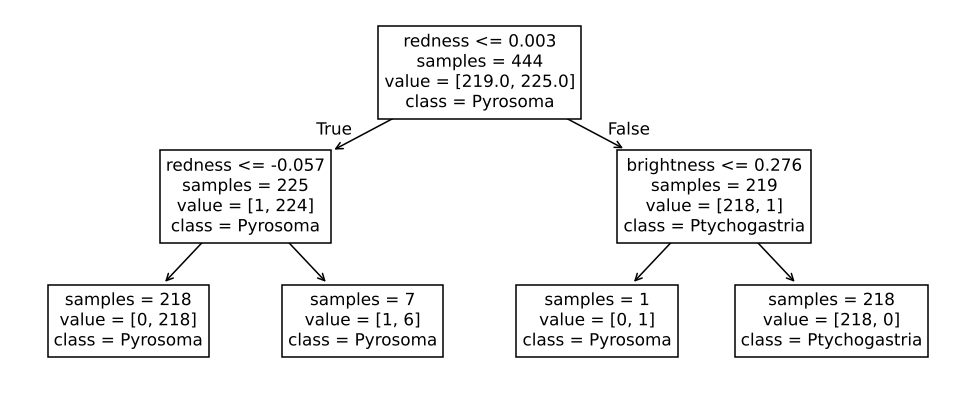 redness <= 0.003
samples = 444
value = [219.0, 225.0]
class = Pyrosoma
True
False
redness <= -0.057
samples = 225
value = [1, 224]
class = Pyrosoma
brightness <= 0.276
samples = 219
value = [218, 1]
class = Ptychogastria
samples = 218
value = [0, 218]
class = Pyrosoma
samples = 7
value = [1, 6]
class = Pyrosoma
samples = 1
value = [0, 1]
class = Pyrosoma
samples = 218
value = [218, 0]
class = Ptychogastria